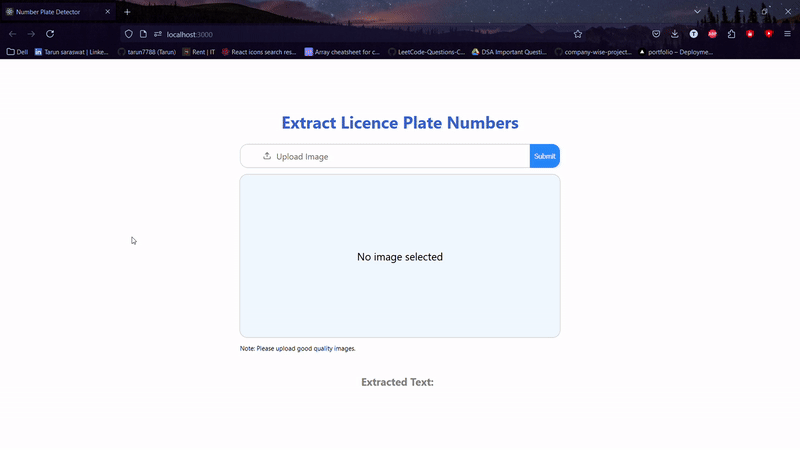 Number Plate Detector
localhost:3000
Dell
Tarun saraswat | Linke...
tarun7788 (Tarun)
Rent | IT
React icons search res...
Array cheatsheet for c...
LeetCode-Questions-C...
DSA Important Questi...
company-wise-project...
portfolio – Deployme...
Extract Licence Plate Numbers
Upload Image
Submit
No image selected
Note: Please upload good quality images.
Extracted Text: